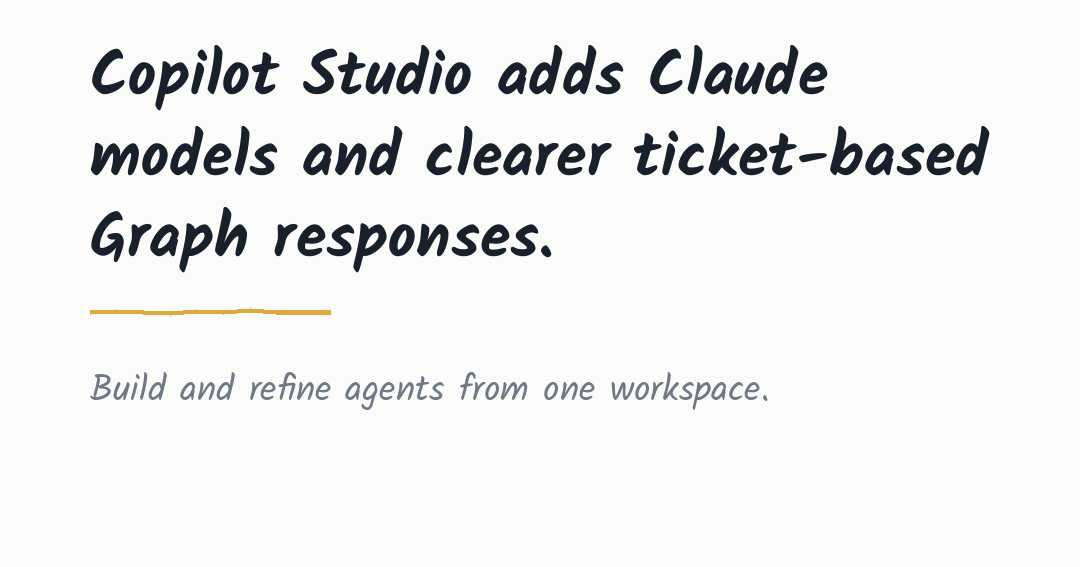 Copilot Studio adds Claude
models and clearer ticket-based
Graph responses.
Build and refine agents from one workspace.